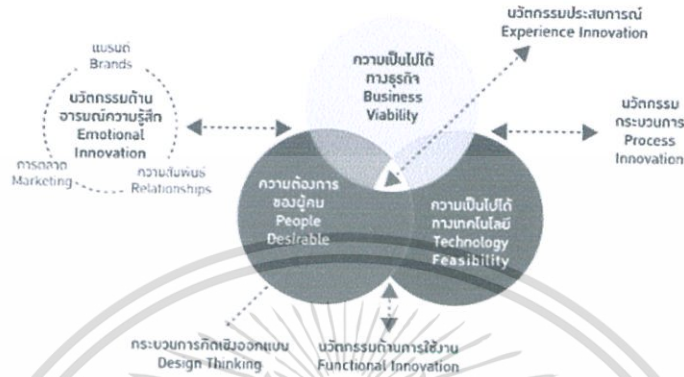 นวัตกรรมประสบการณ์
Experience Innovation
แบรนด์
Brands
นวัตกรรมด้าน
อารมณ์ความรู้สึก
Emotional
Innovation
การตลาด
Marketing
ความสัมพันธ์
Relationships
ความเป็นไปได้
ทางธุรกิจ
Business
Viability
นวัตกรรม
กระบวนการ
Process
Innovation
ความต้องการ
ของผู้คน
People
Desirable
ความเป็นไปได้
ทางเทคโนโลยี
Technology
Feasibility
กระบวนการคิดเชิงออกแบบ
Design Thinking
นวัตกรรมด้านการใช้งาน
Functional Innovation